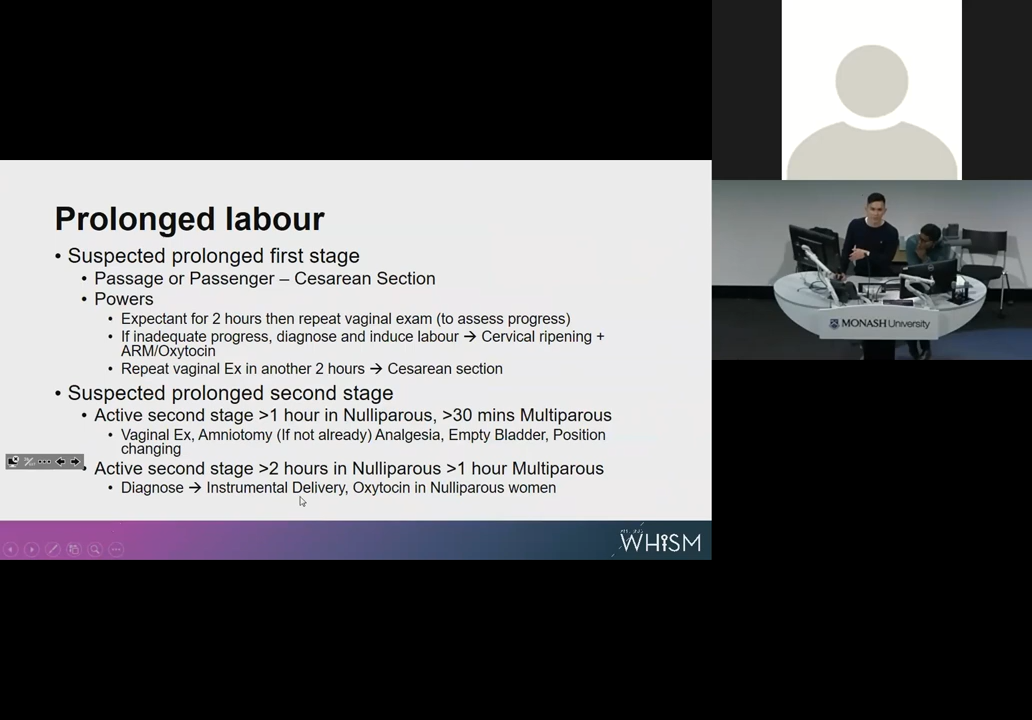 Prolonged labour
• Suspected prolonged first stage
• Passage or Passenger – Cesarean Section
• Powers
• Expectant for 2 hours then repeat vaginal exam (to assess progress)
• If inadequate progress, diagnose and induce labour → Cervical ripening +
ARM/Oxytocin
• Repeat vaginal Ex in another 2 hours → Cesarean section
• Suspected prolonged second stage
• Active second stage >1 hour in Nulliparous, >30 mins Multiparous
• Vaginal Ex, Amniotomy (If not already) Analgesia, Empty Bladder, Position
changing
• Active second stage >2 hours in Nulliparous >1 hour Multiparous
• Diagnose → Instrumental Delivery, Oxytocin in Nulliparous women
WHiSM
MONASH University